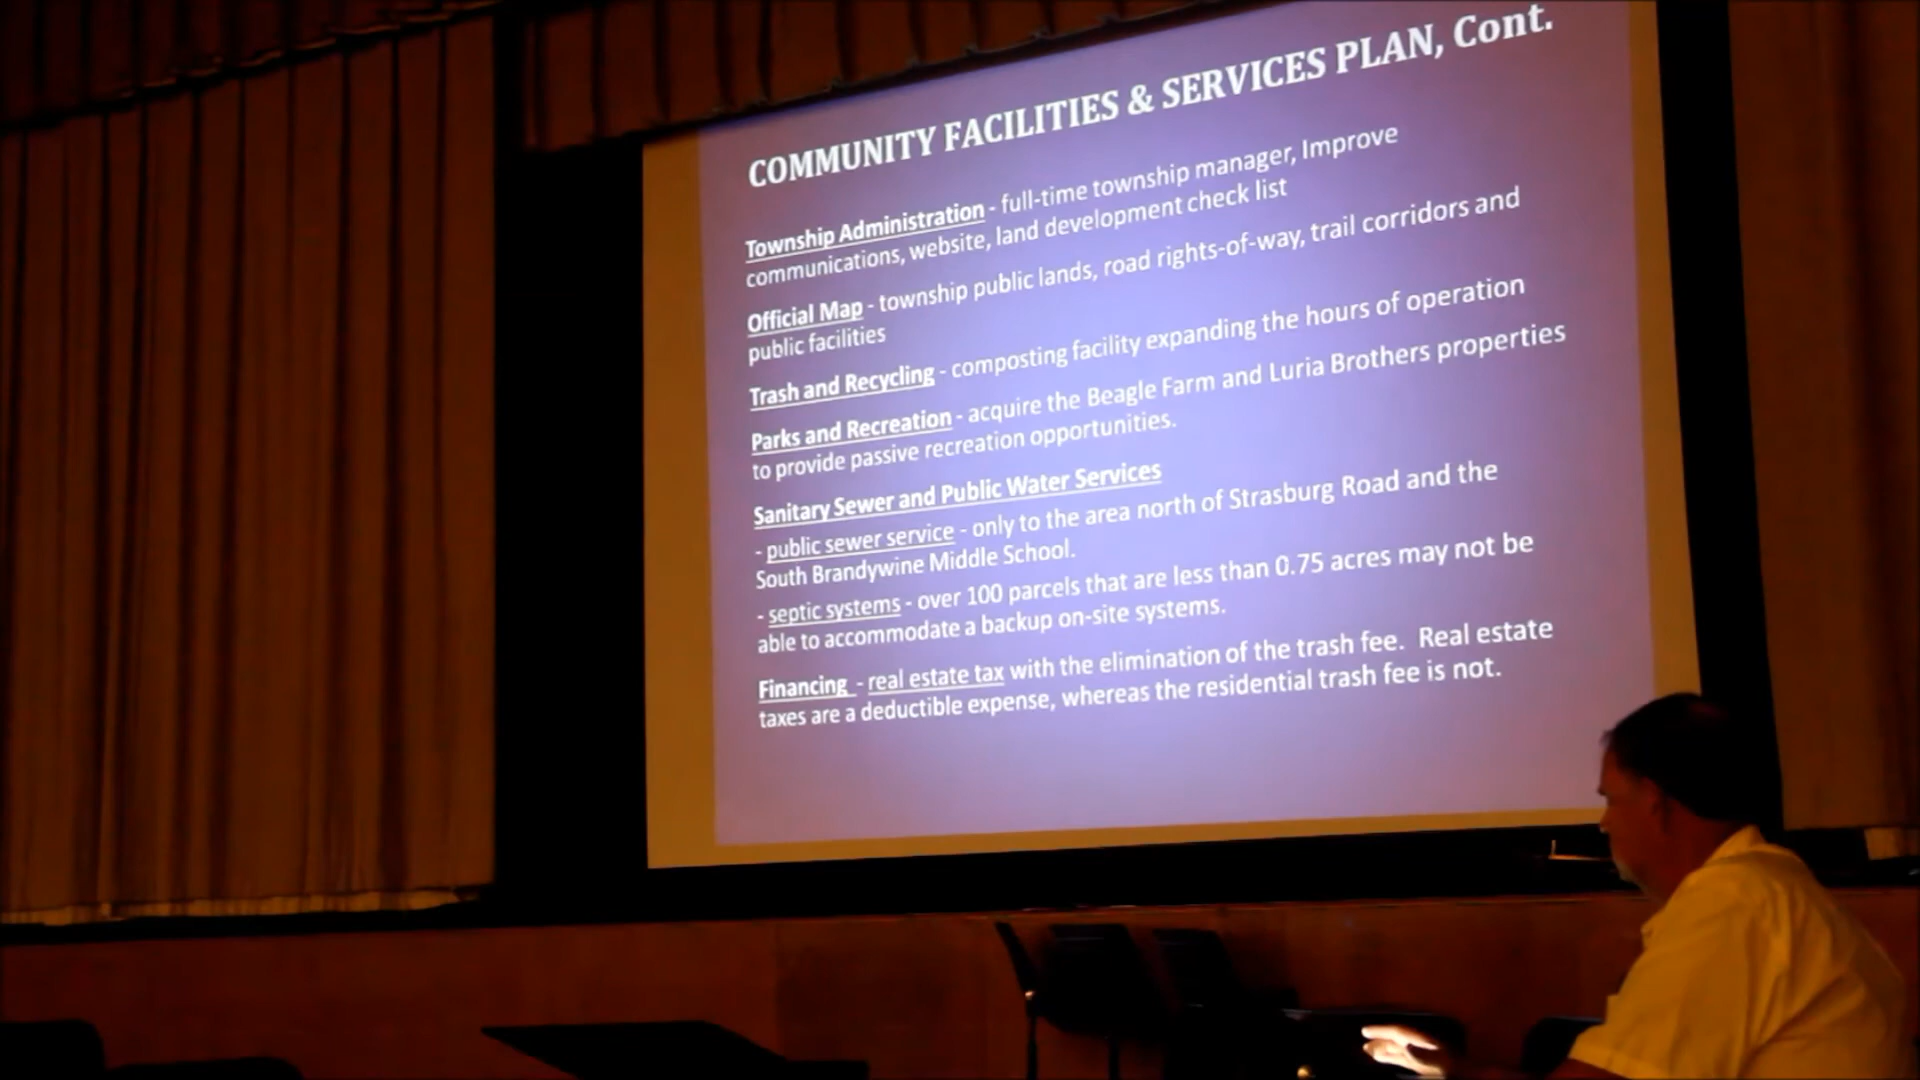 COMMUNITY FACILITIES & SERVICES PLAN, Cont.
Township Administration - full-time township manager, Improve
communications, website, land development check list
Official Map - township public lands, road rights-of-way, trail corridors and
public facilities
Trash and Recycling - composting facility expanding the hours of operation
Parks and Recreation - acquire the Beagle Farm and Luria Brothers properties
to provide passive recreation opportunities.
Sanitary Sewer and Public Water Services
- public sewer service - only to the area north of Strasburg Road and the
South Brandywine Middle School.
- septic systems - over 100 parcels that are less than 0.75 acres may not be
able to accommodate a backup on-site systems.
Financing - real estate tax with the elimination of the trash fee. Real estate
taxes are a deductible expense, whereas the residential trash fee is not.